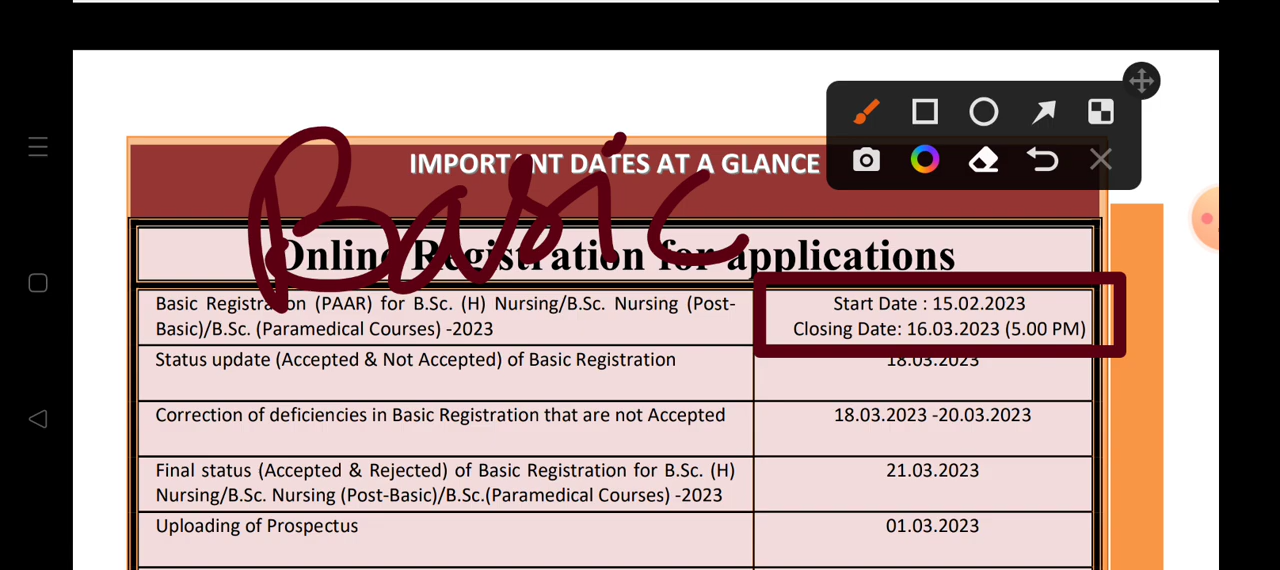 IMPORTANT DATES AT A GLANCE
Basic
Online Registration for applications
Basic Registration (PAAR) for B.Sc. (H) Nursing/B.Sc. Nursing (Post-
Basic)/B.Sc. (Paramedical Courses) -2023
Start Date : 15.02.2023
Closing Date: 16.03.2023 (5.00 PM)
Status update (Accepted & Not Accepted) of Basic Registration
18.03.2023
Correction of deficiencies in Basic Registration that are not Accepted
18.03.2023 -20.03.2023
Final status (Accepted & Rejected) of Basic Registration for B.Sc. (H)
Nursing/B.Sc. Nursing (Post-Basic)/B.Sc.(Paramedical Courses) -2023
21.03.2023
Uploading of Prospectus
01.03.2023